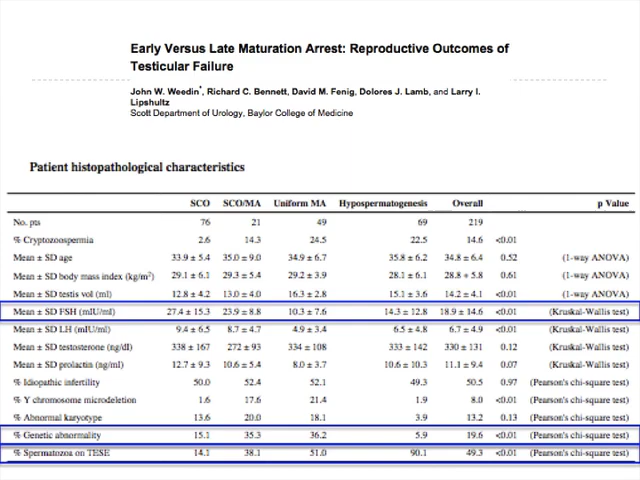 Early Versus Late Maturation Arrest: Reproductive Outcomes of
Testicular Failure
John W. Weedin*, Richard C. Bennett, David M. Fenig, Dolores J. Lamb, and Larry I.
Lipshultz
Scott Department of Urology, Baylor College of Medicine
Patient histopathological characteristics
SCO SCO/MA Uniform MA Hypospermatogenesis Overall p Value
No. pts 76 21 49 69 219
% Cryptozoospermia 2.6 14.3 24.5 22.5 14.6 <0.01
Mean ± SD age 33.9 ± 5.4 35.0 ± 9.0 34.9 ± 6.7 35.8 ± 6.2 34.8 ± 6.4 0.52 (1-way ANOVA)
Mean ± SD body mass index (kg/m²) 29.1 ± 6.1 29.3 ± 5.4 29.2 ± 3.9 28.1 ± 6.1 28.8 ± 5.8 0.61 (1-way ANOVA)
Mean ± SD testis vol (ml) 12.8 ± 4.2 13.0 ± 4.0 16.3 ± 2.8 15.1 ± 3.6 14.2 ± 4.1 <0.01 (1-way ANOVA)
Mean ± SD FSH (mIU/ml) 27.4 ± 15.3 23.9 ± 8.8 10.3 ± 7.6 14.3 ± 12.8 18.9 ± 14.6 <0.01 (Kruskal-Wallis test)
Mean ± SD LH (mIU/ml) 9.4 ± 6.5 8.7 ± 4.7 4.9 ± 3.4 6.5 ± 4.8 6.7 ± 4.9 <0.01 (Kruskal-Wallis test)
Mean ± SD testosterone (ng/dl) 338 ± 167 272 ± 93 334 ± 108 333 ± 142 330 ± 131 0.12 (Kruskal-Wallis test)
Mean ± SD prolactin (ng/ml) 12.7 ± 9.3 10.6 ± 5.4 8.0 ± 3.7 10.6 ± 10.3 11.1 ± 9.4 0.07 (Kruskal-Wallis test)
% Idiopathic infertility 50.0 52.4 52.1 49.3 50.5 0.97 (Pearson's chi-square test)
% Y chromosome microdeletion 1.6 17.6 21.4 1.9 8.0 <0.01 (Pearson's chi-square test)
% Abnormal karyotype 13.6 20.0 18.1 3.9 13.2 0.13 (Pearson's chi-square test)
% Genetic abnormality 15.1 35.3 36.2 5.9 19.6 <0.01 (Pearson's chi-square test)
% Spermatozoa on TESE 14.1 38.1 51.0 90.1 49.3 <0.01 (Pearson's chi-square test)